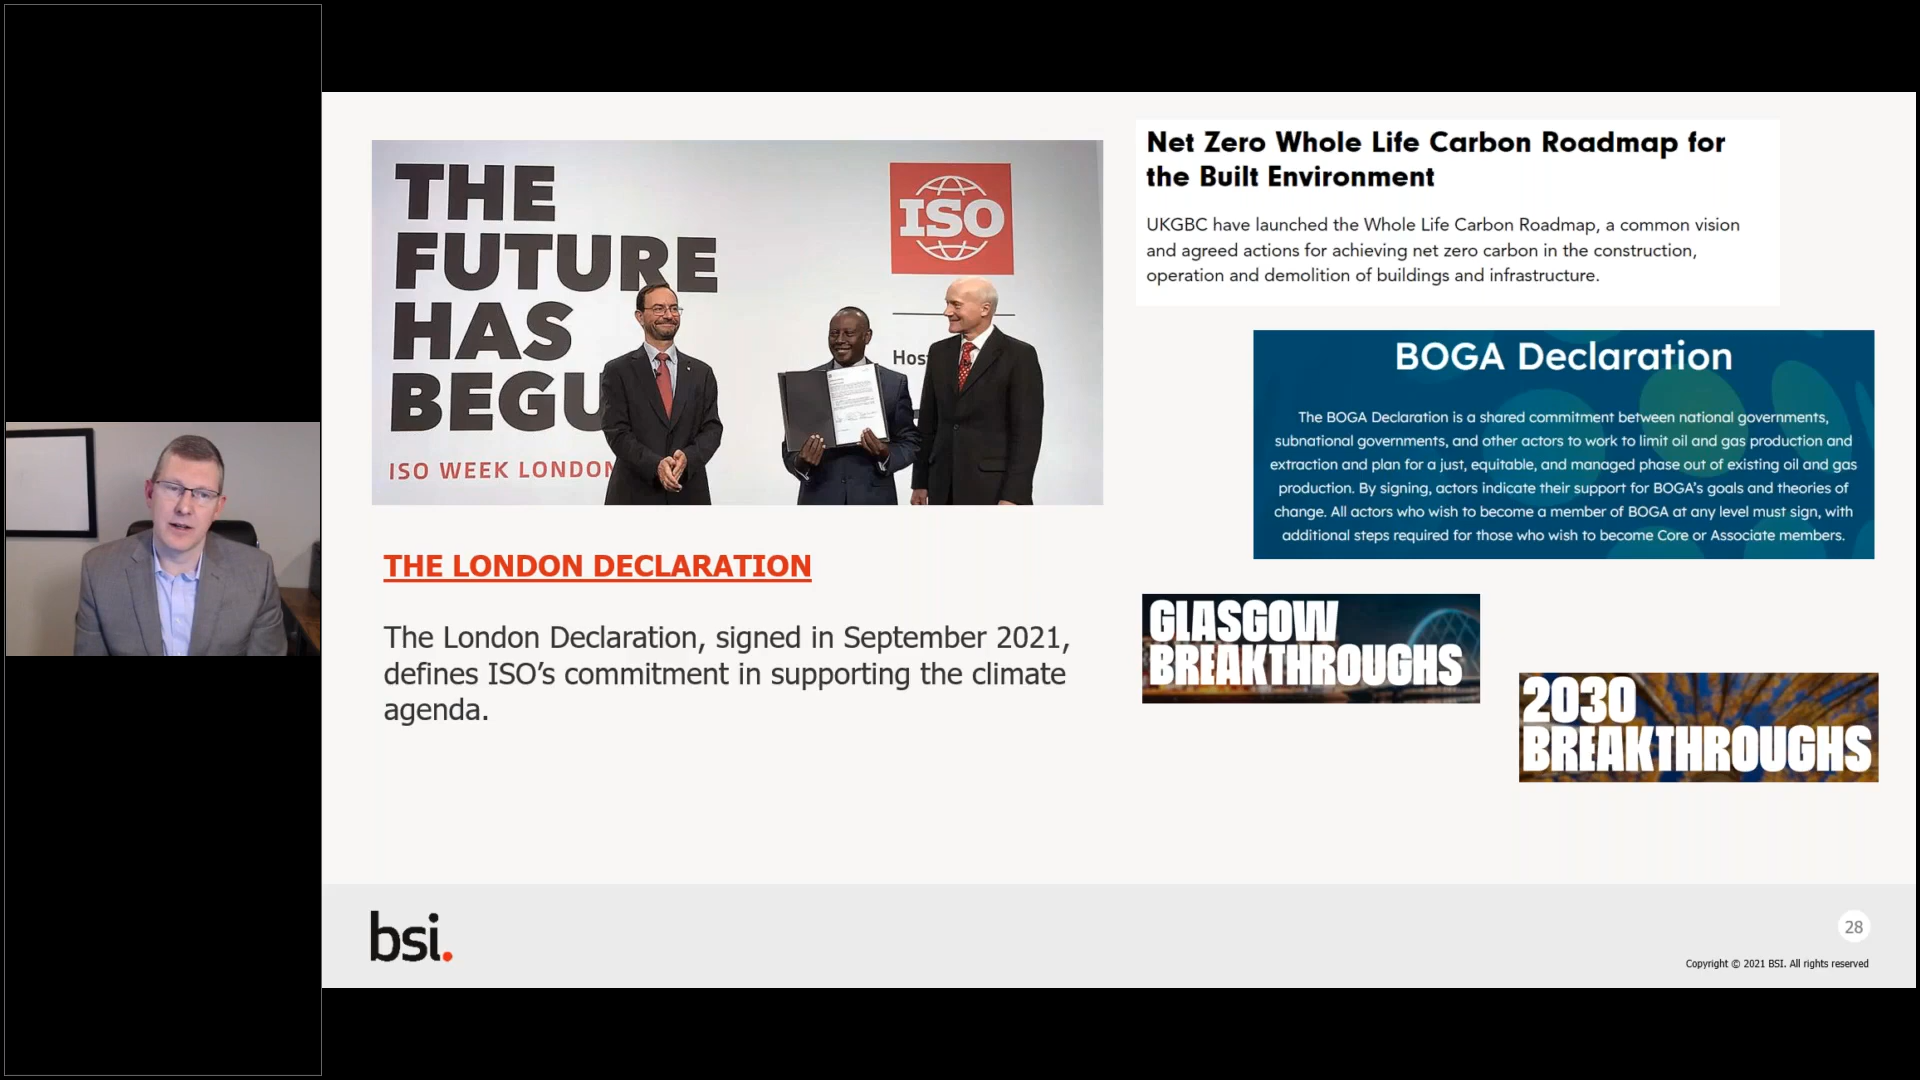 THE
FUTURE
HAS
BEGU
ISO WEEK LONDON
ISO
Hos
THE LONDON DECLARATION
The London Declaration, signed in September 2021,
defines ISO’s commitment in supporting the climate
agenda.
Net Zero Whole Life Carbon Roadmap for
the Built Environment
UKGBC have launched the Whole Life Carbon Roadmap, a common vision
and agreed actions for achieving net zero carbon in the construction,
operation and demolition of buildings and infrastructure.
BOGA Declaration
The BOGA Declaration is a shared commitment between national governments,
subnational governments, and other actors to work to limit oil and gas production and
extraction and plan for a just, equitable, and managed phase out of existing oil and gas
production. By signing, actors indicate their support for BOGA’s goals and theories of
change. All actors who wish to become a member of BOGA at any level must sign, with
additional steps required for those who wish to become Core or Associate members.
GLASGOW
BREAKTHROUGHS
2030
BREAKTHROUGHS
bsi.
28
Copyright © 2021 BSI. All rights reserved